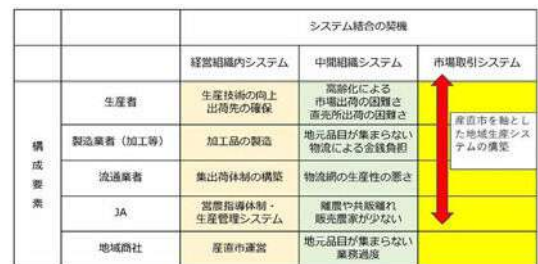 システム結合の契機
経営組織内システム 中間組織システム 市場取引システム
構成要素
生産者
生産技術の向上
出荷先の確保
高齢化による
市場出荷の困難さ
直売所出荷の困難さ
産直市を軸とし
た地域生産シス
テムの構築
製造業者（加工等）
加工品の製造
地元品目が集まらない
物流による金銭負担
流通業者
集出荷体制の構築
物流網の生産性の悪さ
JA
営農指導体制・
生産管理システム
離農や共販離れ
販売農家が少ない
地域商社
産直市運営
地元品目が集まらない
業務過度